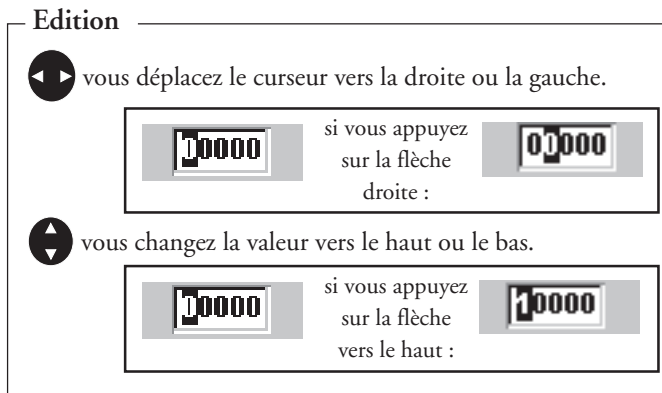 Edition
vous déplacez le curseur vers la droite ou la gauche.
00000 si vous appuyez sur la flèche droite : 00000
vous changez la valeur vers le haut ou le bas.
00000 si vous appuyez sur la flèche vers le haut : 10000